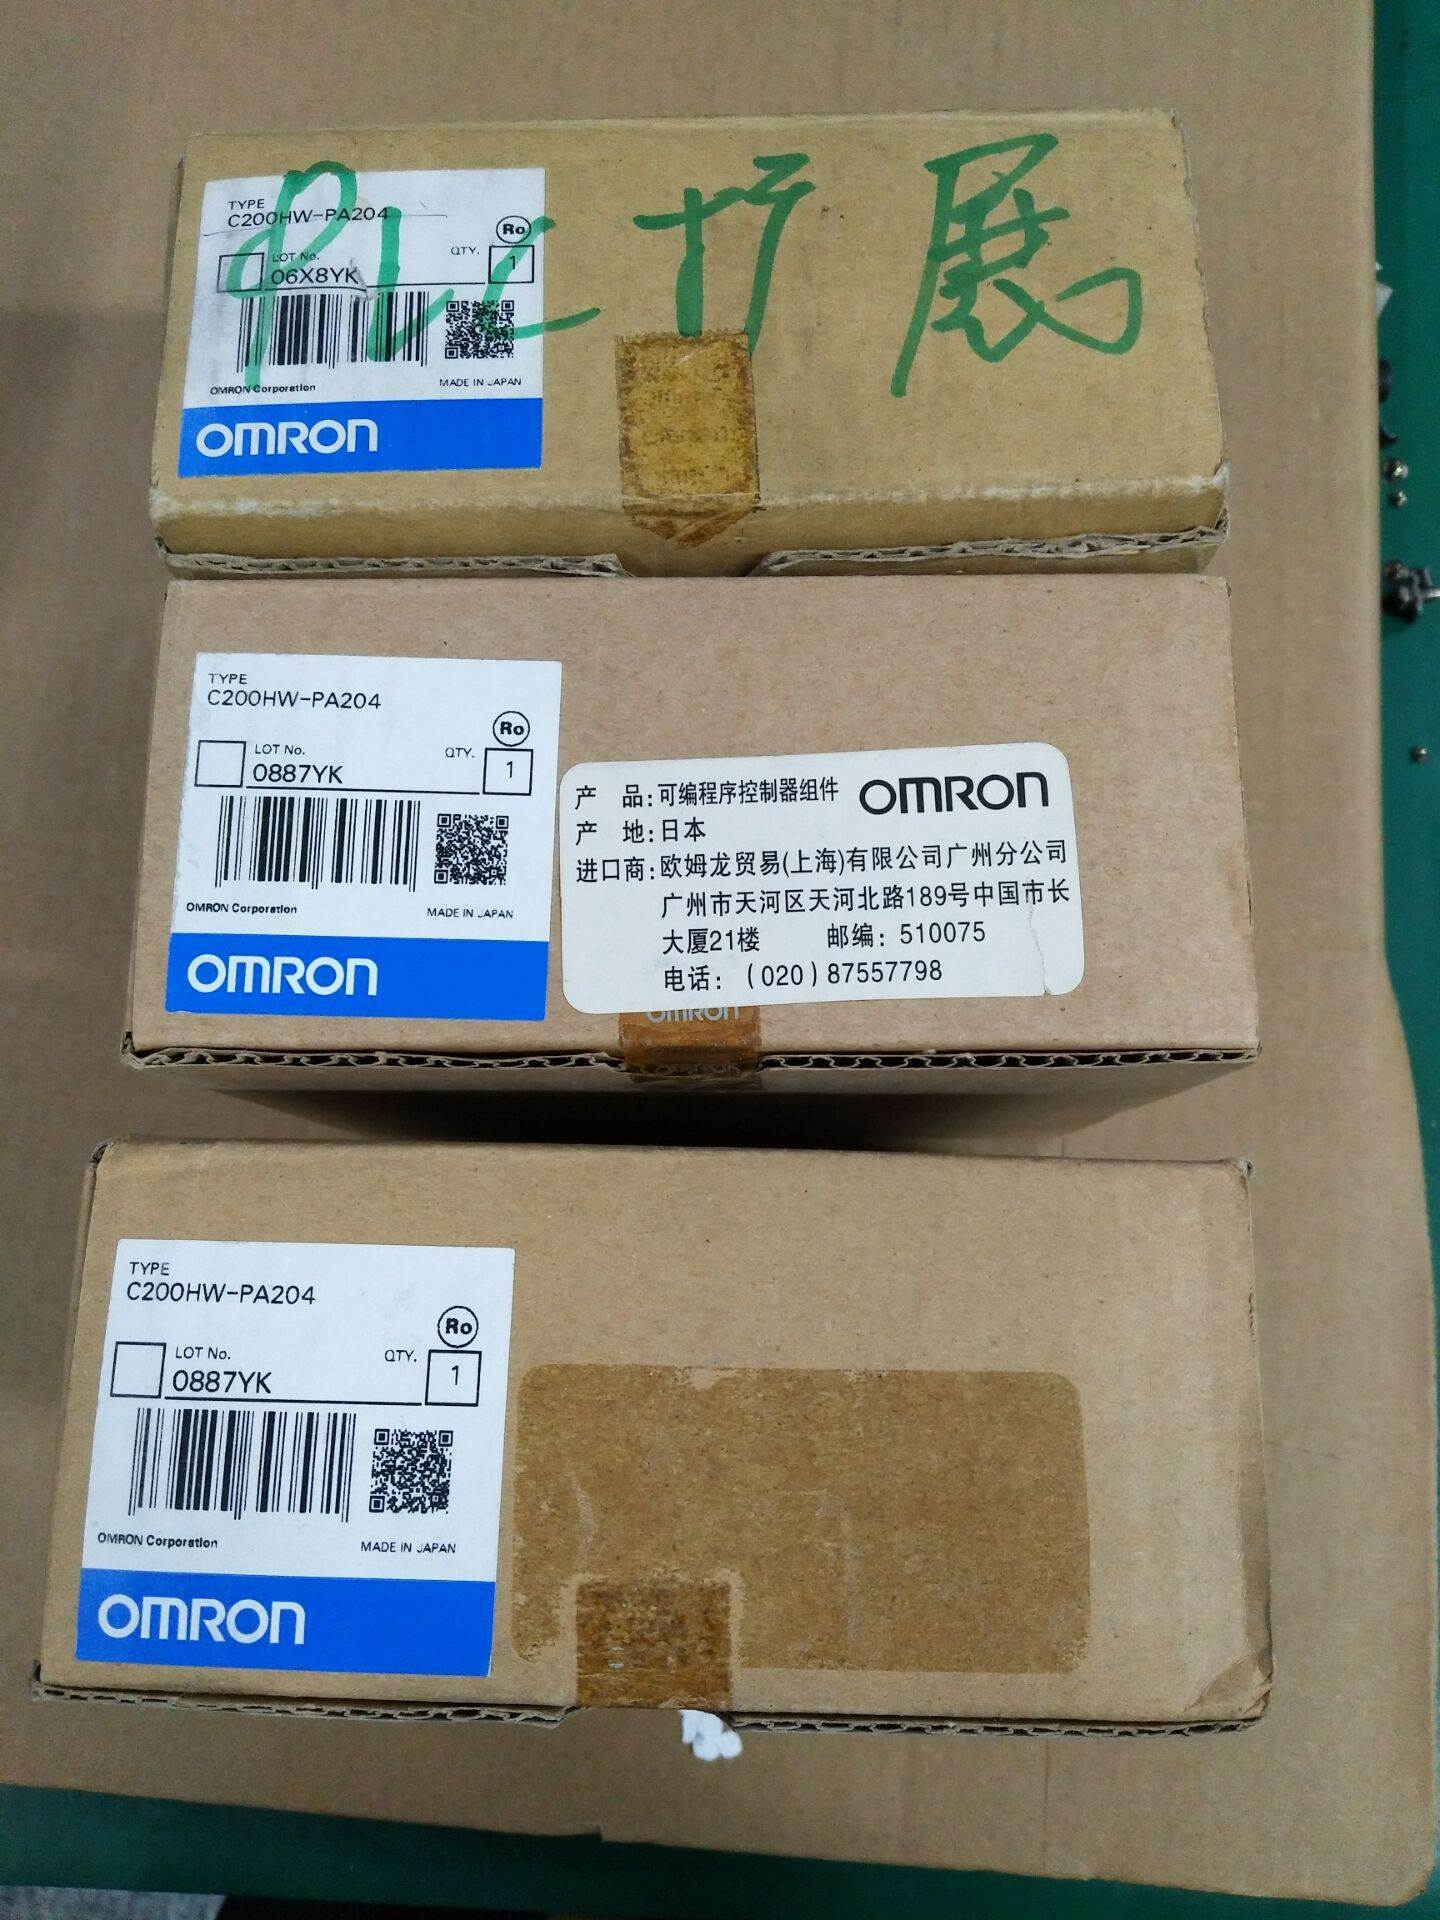 PLC扩展
TYPE
C200HW-PA204
Ro
LOT No.
QTY.
06X8YK
1
OMRON Corporation
MADE IN JAPAN
OMRON
TYPE
C200HW-PA204
Ro
LOT No.
QTY.
0887YK
1
OMRON Corporation
MADE IN JAPAN
OMRON
产 品:可编程序控制器组件 OMRON
产 地:日本
进口商:欧姆龙贸易(上海)有限公司广州分公司
广州市天河区天河北路189号中国市长
大厦21楼 邮编: 510075
电话: (020) 87557798
OMRON
OMRON
TYPE
C200HW-PA204
Ro
LOT No.
QTY.
0887YK
1
OMRON Corporation
MADE IN JAPAN
OMRON